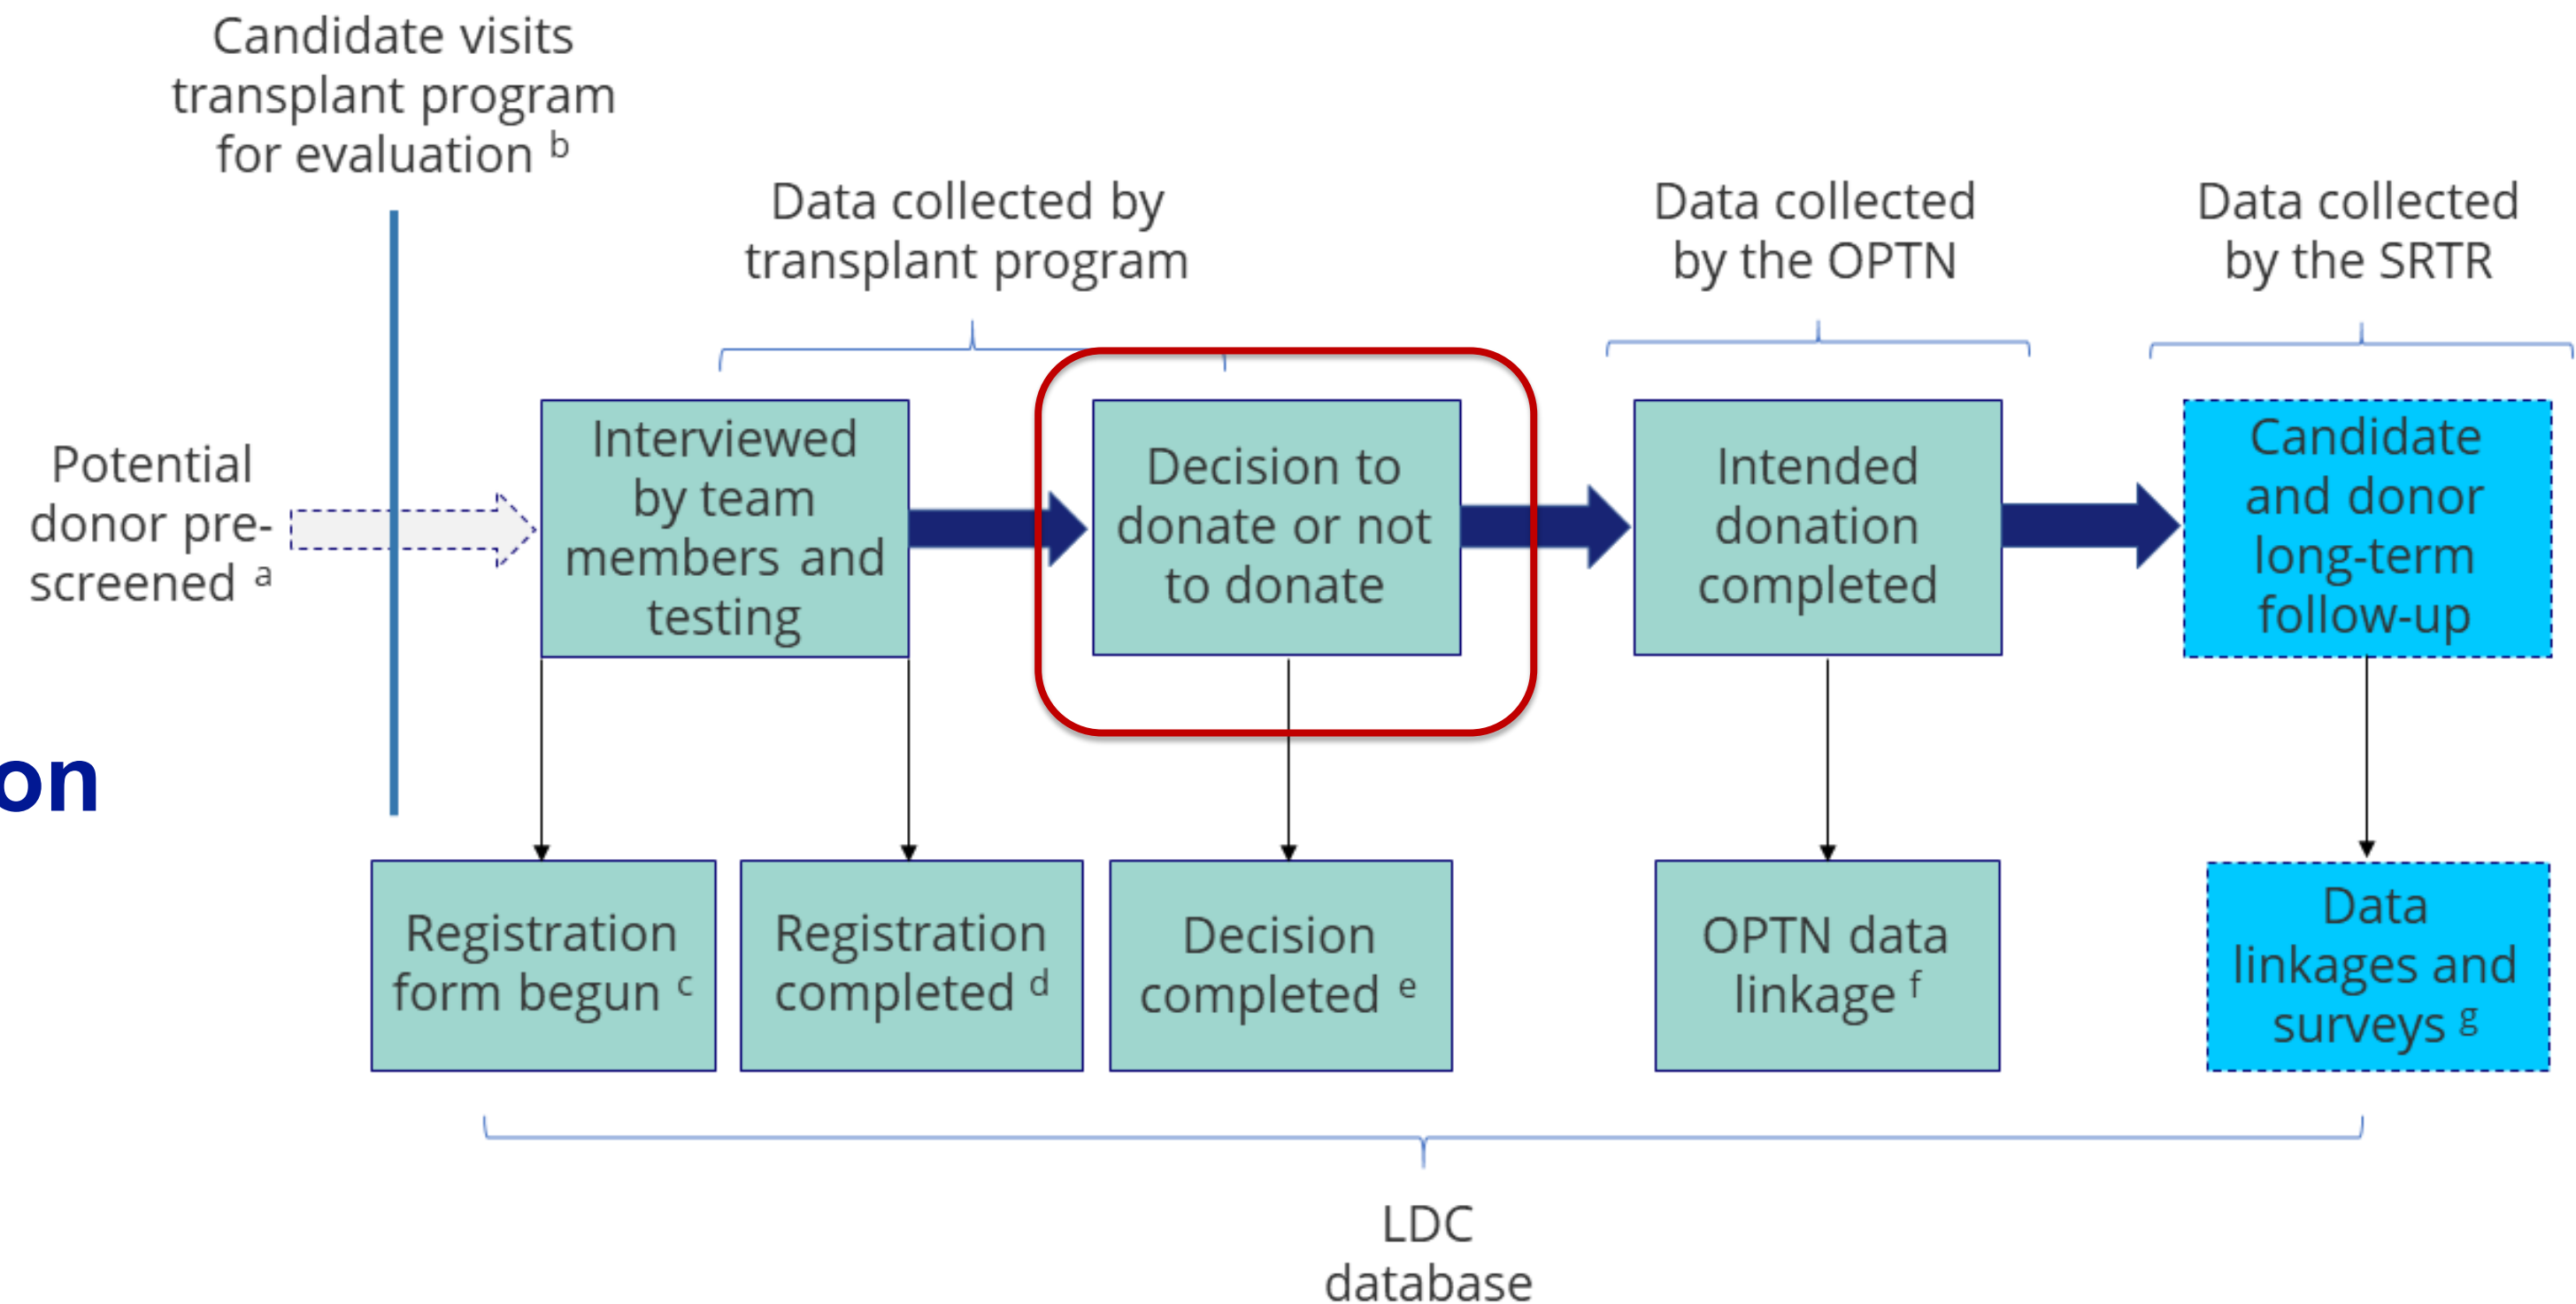 Candidate visits
transplant program
for evaluation b
Data collected by
transplant program
Data collected
by the OPTN
Data collected
by the SRTR
Potential
donor pre-
screened a
Interviewed
by team
members and
testing
Decision to
donate or not
to donate
Intended
donation
completed
Candidate
and donor
long-term
follow-up
on
Registration
form begun c
Registration
completed d
Decision
completed e
OPTN data
linkage f
Data
linkages and
surveys g
LDC
database